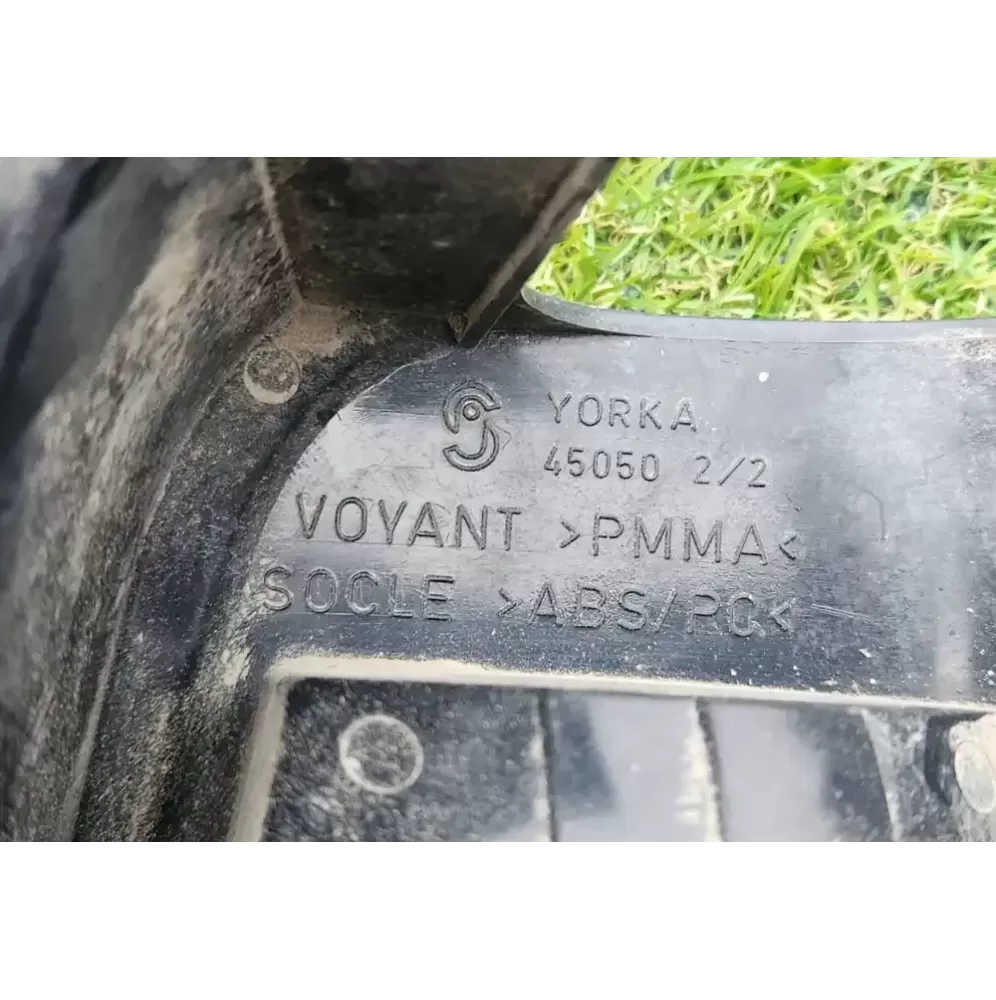 YORKA
45050 2/2
VOYANT >PMMA<
SOCLE >ABS/PC<